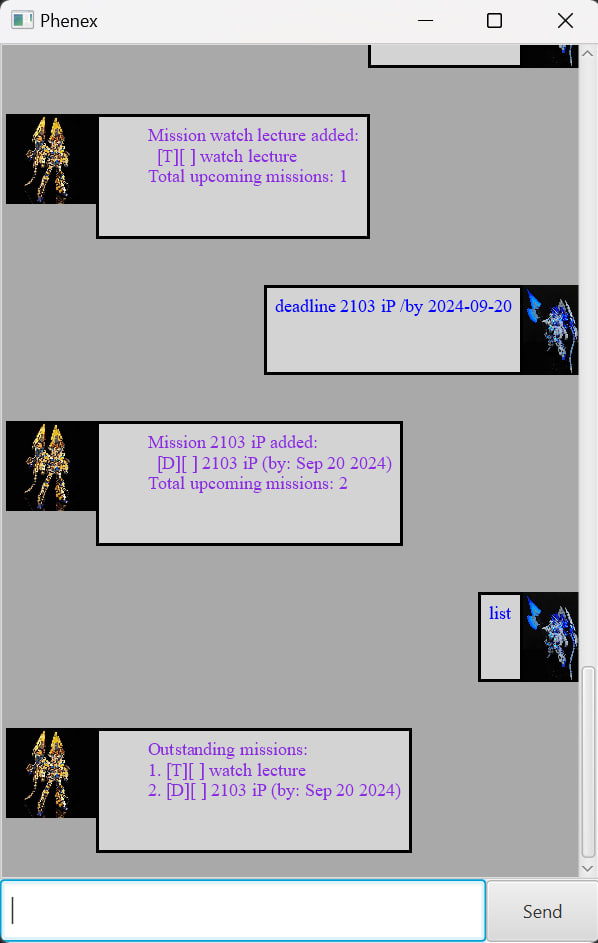 Phenex
Mission watch lecture added:
[T][ ] watch lecture
Total upcoming missions: 1
deadline 2103 iP /by 2024-09-20
Mission 2103 iP added:
[D][ ] 2103 iP (by: Sep 20 2024)
Total upcoming missions: 2
list
Outstanding missions:
1. [T][ ] watch lecture
2. [D][ ] 2103 iP (by: Sep 20 2024)
Send